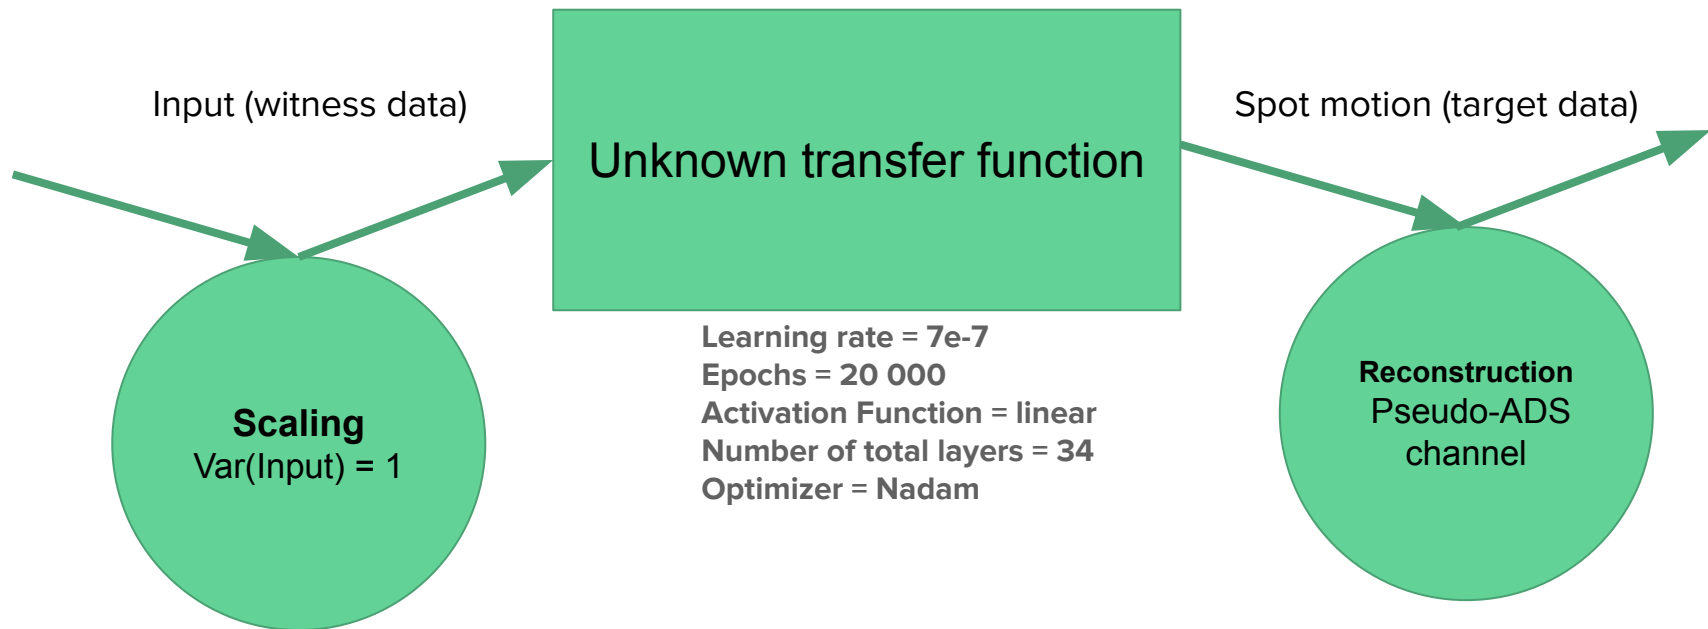 Input (witness data)
Scaling
Var(Input) = 1
Unknown transfer function
Learning rate = 7e-7
Epochs = 20 000
Activation Function = linear
Number of total layers = 34
Optimizer = Nadam
Spot motion (target data)
Reconstruction
Pseudo-ADS
channel